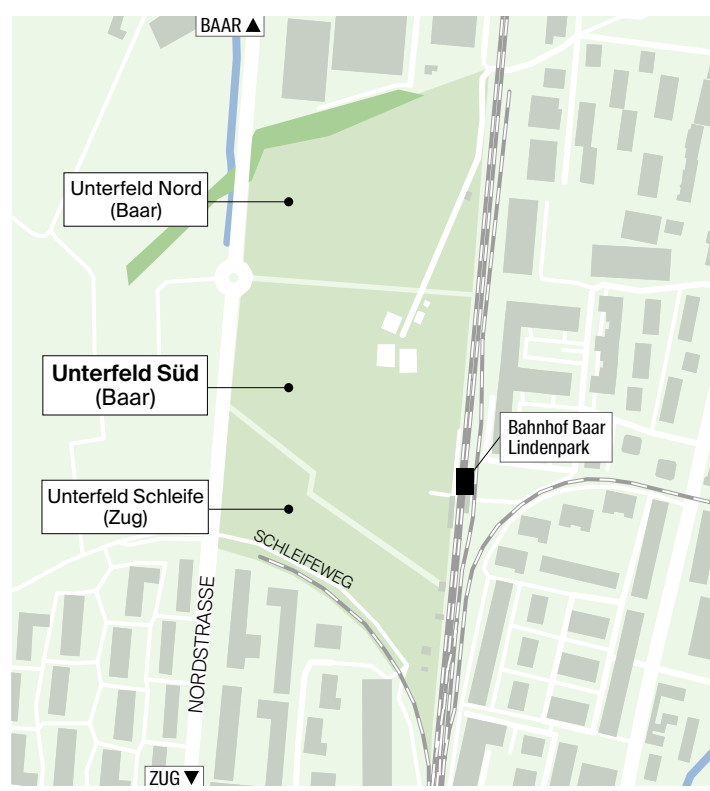 BAAR ▲
Unterfeld Nord
(Baar)
Unterfeld Süd
(Baar)
Bahnhof Baar
Lindenpark
Unterfeld Schleife
(Zug)
SCHLEIFEWEG
NORDSTRASSE
ZUG ▼